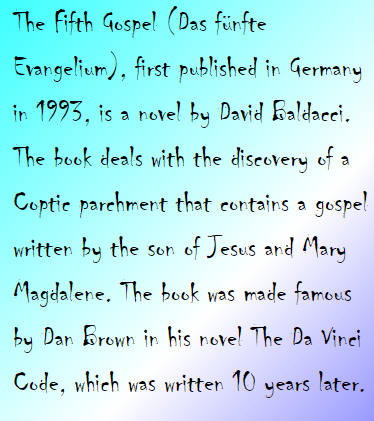 The Fifth Gospel (Das fünfte
Evangelium), first published in Germany
in 1993, is a novel by David Baldacci.
The book deals with the discovery of a
Coptic parchment that contains a gospel
written by the son of Jesus and Mary
Magdalene. The book was made famous
by Dan Brown in his novel The Da Vinci
Code, which was written 10 years later.